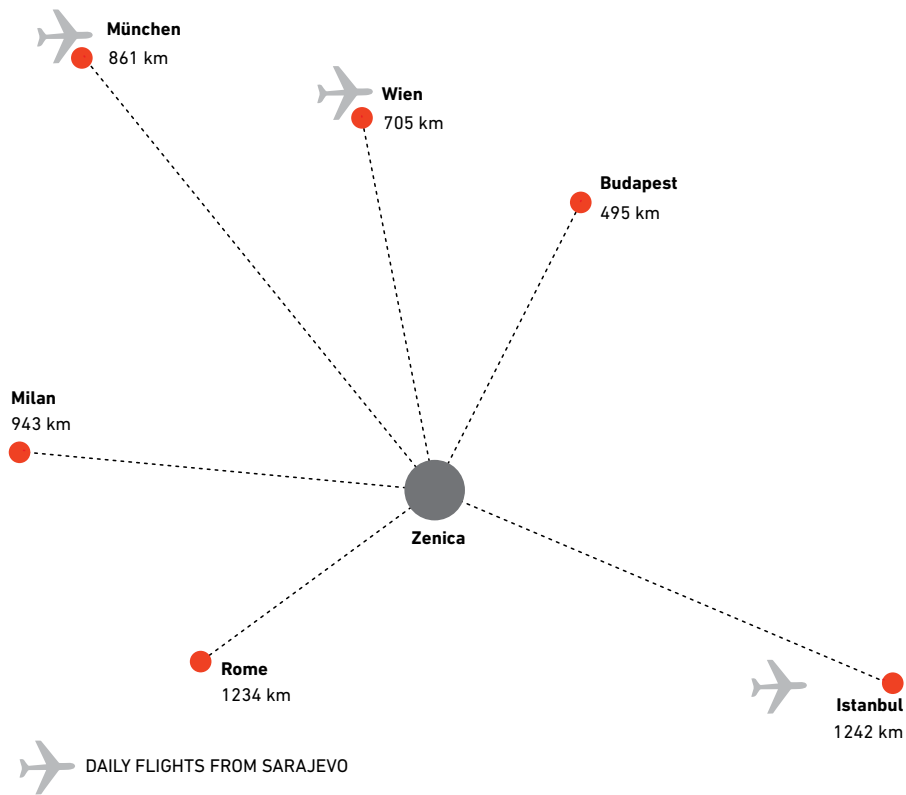 München
861 km
Wien
705 km
Budapest
495 km
Milan
943 km
Zenica
Rome
1234 km
Istanbul
1242 km
DAILY FLIGHTS FROM SARAJEVO